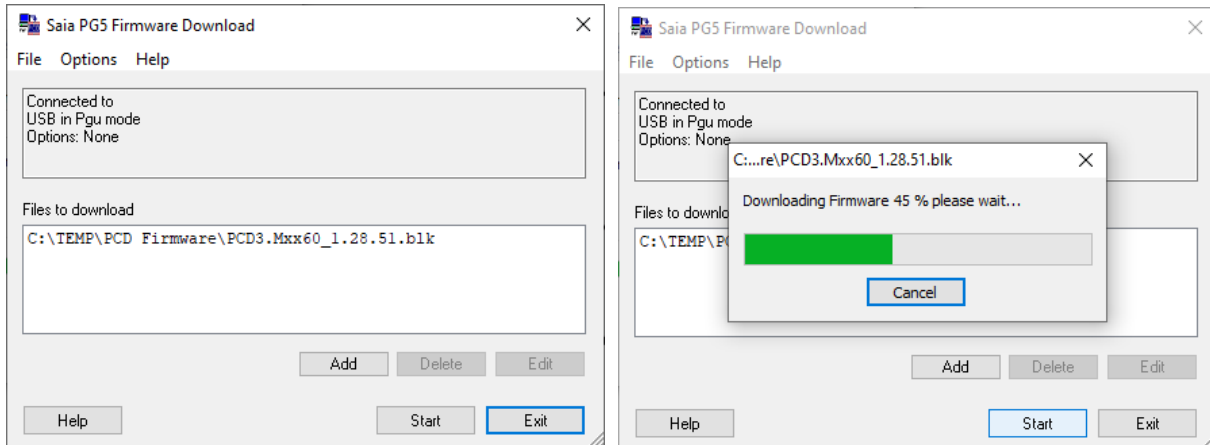 Saia PG5 Firmware Download
File Options Help
Connected to
USB in Pgu mode
Options: None
Files to download
C:\TEMP\PCD Firmware\PCD3.Mxx60_1.28.51.blk
Add Delete Edit
Help Start Exit
Saia PG5 Firmware Download
File Options Help
Connected to
USB in Pgu mode
Options: None
C:...re\PCD3.Mxx60_1.28.51.blk
Downloading Firmware 45 % please wait...
Cancel
Files to downlo
C:\TEMP\P
Add Delete Edit
Help Start Exit